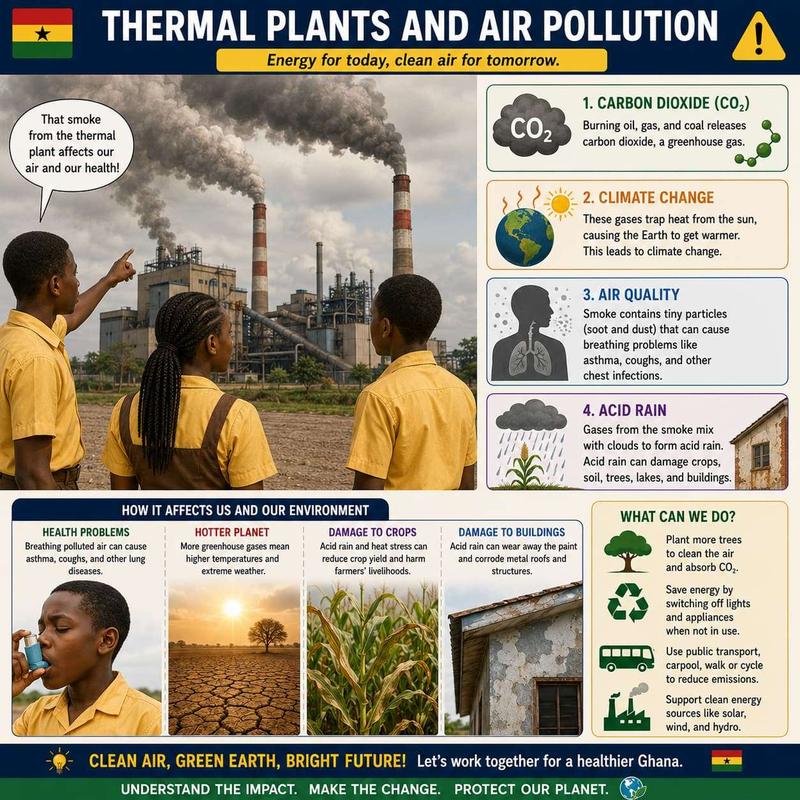 THERMAL PLANTS AND AIR POLLUTION
Energy for today, clean air for tomorrow.
That smoke
from the thermal
plant affects our
air and our health!
CO₂
1. CARBON DIOXIDE (CO₂)
Burning oil, gas, and coal releases
carbon dioxide, a greenhouse gas.
2. CLIMATE CHANGE
These gases trap heat from the sun,
causing the Earth to get warmer.
This leads to climate change.
3. AIR QUALITY
Smoke contains tiny particles
(soot and dust) that can cause
breathing problems like
asthma, coughs, and other
chest infections.
4. ACID RAIN
Gases from the smoke mix
with clouds to form acid rain.
Acid rain can damage crops,
soil, trees, lakes, and buildings.
HOW IT AFFECTS US AND OUR ENVIRONMENT
HEALTH PROBLEMS
Breathing polluted air can cause
asthma, coughs, and other lung
diseases.
HOTTER PLANET
More greenhouse gases mean
higher temperatures and
extreme weather.
DAMAGE TO CROPS
Acid rain and heat stress can
reduce crop yield and harm
farmers' livelihoods.
DAMAGE TO BUILDINGS
Acid rain can wear away the paint
and corrode metal roofs and
structures.
WHAT CAN WE DO?
Plant more trees
to clean the air
and absorb CO₂.
Save energy by
switching off lights
and appliances
when not in use.
Use public transport,
carpool, walk or cycle
to reduce emissions.
Support clean energy
sources like solar,
wind, and hydro.
CLEAN AIR, GREEN EARTH, BRIGHT FUTURE! Let's work together for a healthier Ghana.
UNDERSTAND THE IMPACT. MAKE THE CHANGE. PROTECT OUR PLANET.